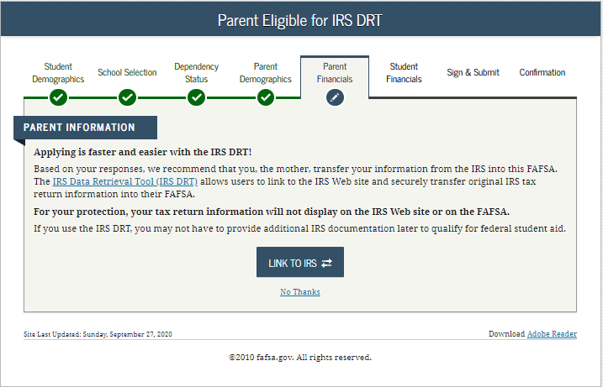 Parent Eligible for IRS DRT
Student Demographics
School Selection
Dependency Status
Parent Demographics
Parent Financials
Student Financials
Sign & Submit
Confirmation
PARENT INFORMATION
Applying is faster and easier with the IRS DRT!
Based on your responses, we recommend that you, the mother, transfer your information from the IRS into this FAFSA.
The IRS Data Retrieval Tool (IRS DRT) allows users to link to the IRS Web site and securely transfer original IRS tax
return information into their FAFSA.
For your protection, your tax return information will not display on the IRS Web site or on the FAFSA.
If you use the IRS DRT, you may not have to provide additional IRS documentation later to qualify for federal student aid.
LINK TO IRS
No Thanks
Site Last Updated: Sunday, September 27, 2020
Download Adobe Reader
©2010 fafsa.gov. All rights reserved.